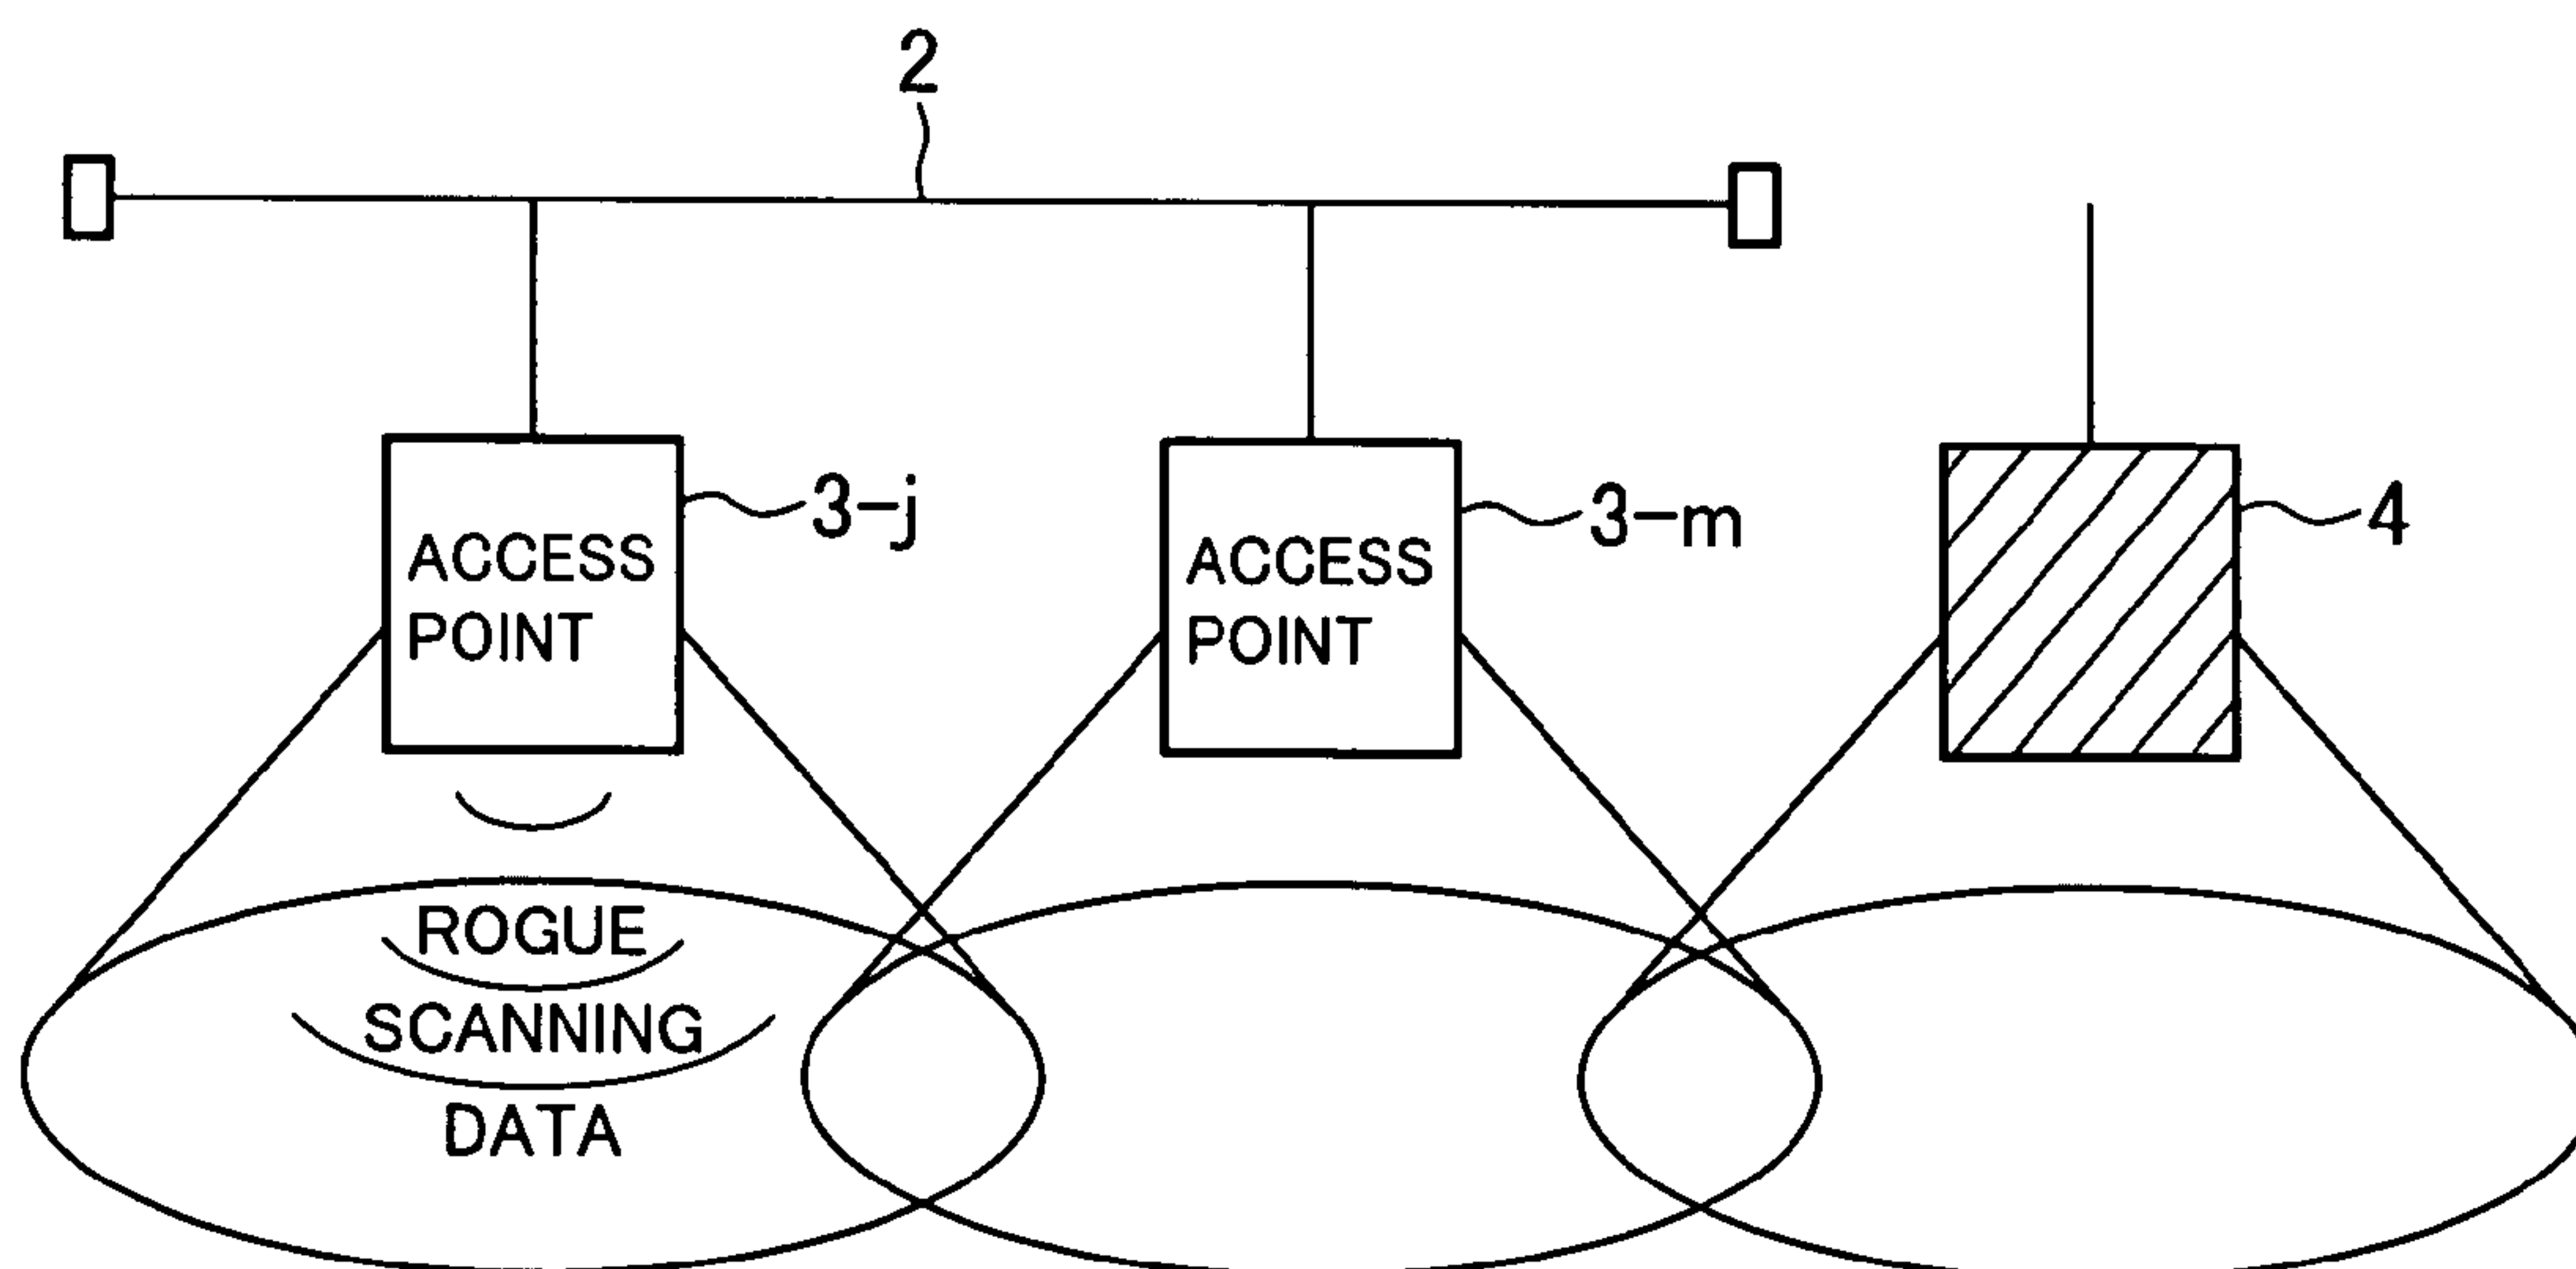 2
ACCESS
POINT
3-j
ACCESS
POINT
3-m
4
ROGUE
SCANNING
DATA